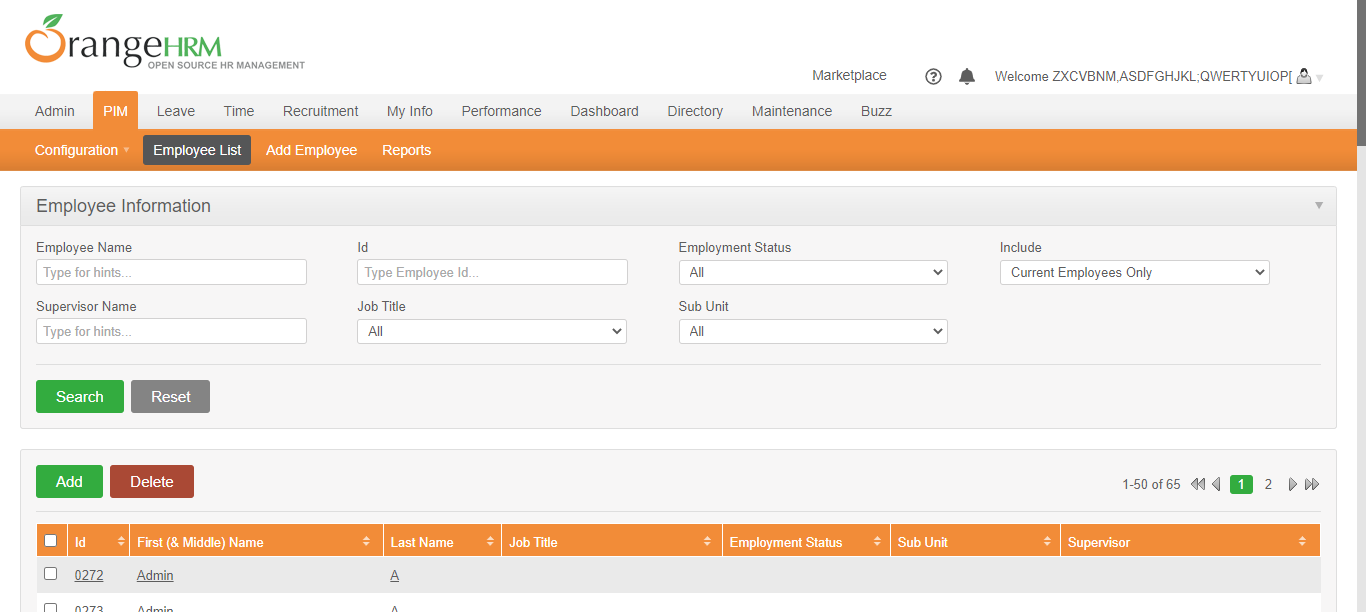 OrangeHRM
OPEN SOURCE HR MANAGEMENT
Marketplace ? Welcome ZXCVBNM,ASDFGHJKL;QWERTYUIOP[
Admin PIM Leave Time Recruitment My Info Performance Dashboard Directory Maintenance Buzz
Configuration Employee List Add Employee Reports
Employee Information
Employee Name Id Employment Status Include
Type for hints... Type Employee Id... All Current Employees Only
Supervisor Name Job Title Sub Unit
Type for hints... All All
Search Reset
Add Delete 1-50 of 65 1 2
Id First (& Middle) Name Last Name Job Title Employment Status Sub Unit Supervisor
0272 Admin A
0273 Admin A